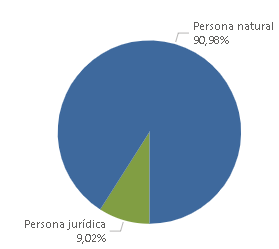 Persona natural
90,98%
Persona jurídica
9,02%